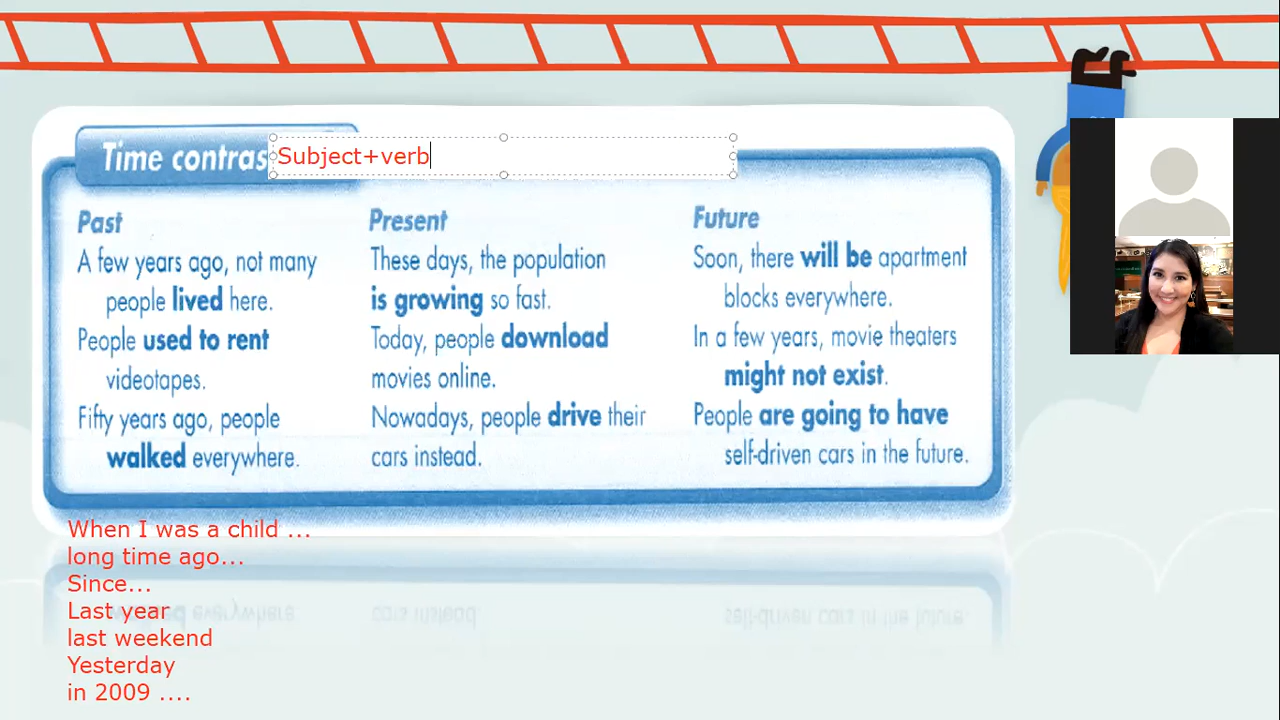 Time contras
Subject+verb
Past
A few years ago, not many
people lived here.
People used to rent
videotapes.
Fifty years ago, people
walked everywhere.
Present
These days, the population
is growing so fast.
Today, people download
movies online.
Nowadays, people drive their
cars instead.
Future
Soon, there will be apartment
blocks everywhere.
In a few years, movie theaters
might not exist.
People are going to have
self-driven cars in the future.
When I was a child ...
long time ago...
Since...
Last year
last weekend
Yesterday
in 2009 ....